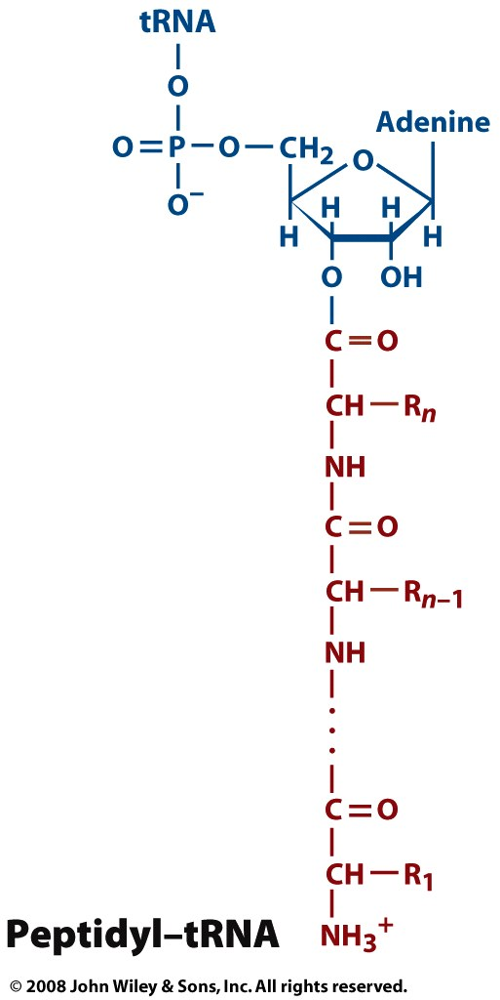 tRNA
O
Adenine
O=P–O–CH₂ O
O⁻
H H H H
O OH
C=O
CH–Rₙ
NH
C=O
CH–Rₙ₋₁
NH
. . .
C=O
CH–R₁
NH₃⁺
Peptidyl–tRNA
© 2008 John Wiley & Sons, Inc. All rights reserved.